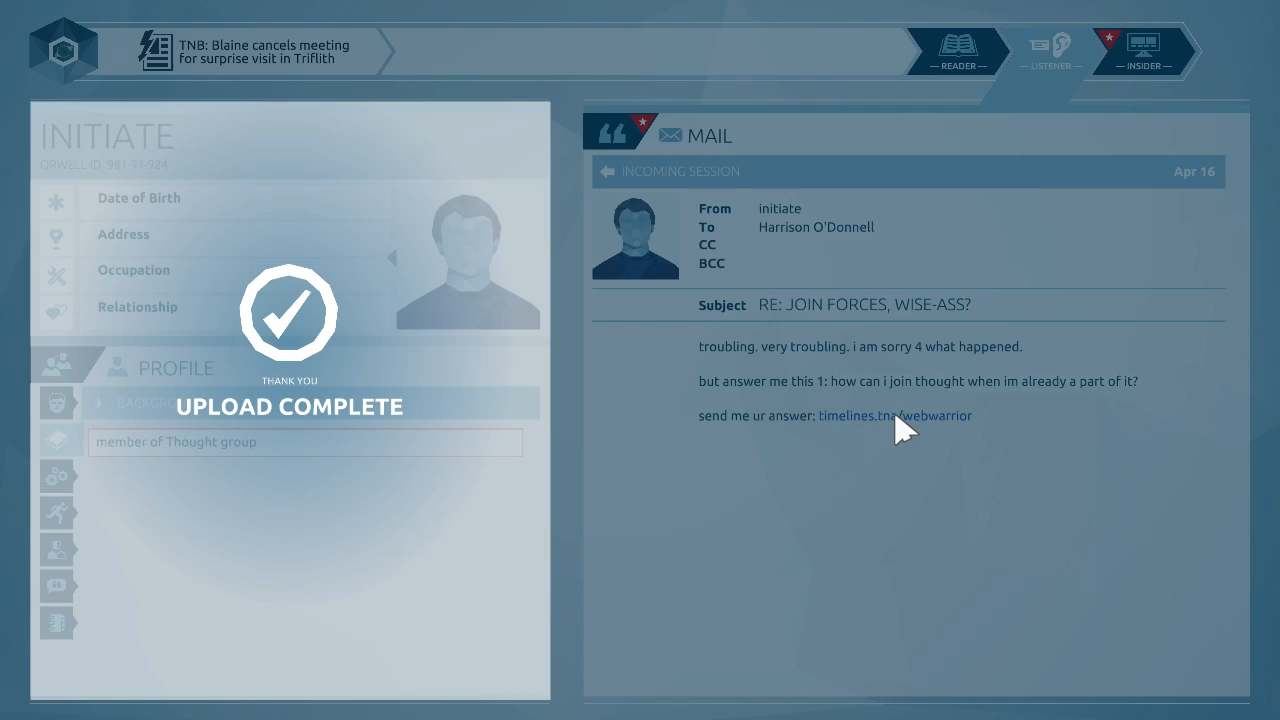 TNB: Blaine cancels meeting
for surprise visit in Triflith
— READER —
— LISTENER —
— INSIDER —
INITIATE
ORWELL ID 981-31-924
Date of Birth
Address
Occupation
Relationship
PROFILE
BACKGRO
THANK YOU
UPLOAD COMPLETE
member of Thought group
MAIL
INCOMING SESSION
Apr 16
From initiate
To Harrison O'Donnell
CC
BCC
Subject RE: JOIN FORCES, WISE-ASS?
troubling. very troubling. i am sorry 4 what happened.
but answer me this 1: how can i join thought when im already a part of it?
send me ur answer: timelines.tna/webwarrior